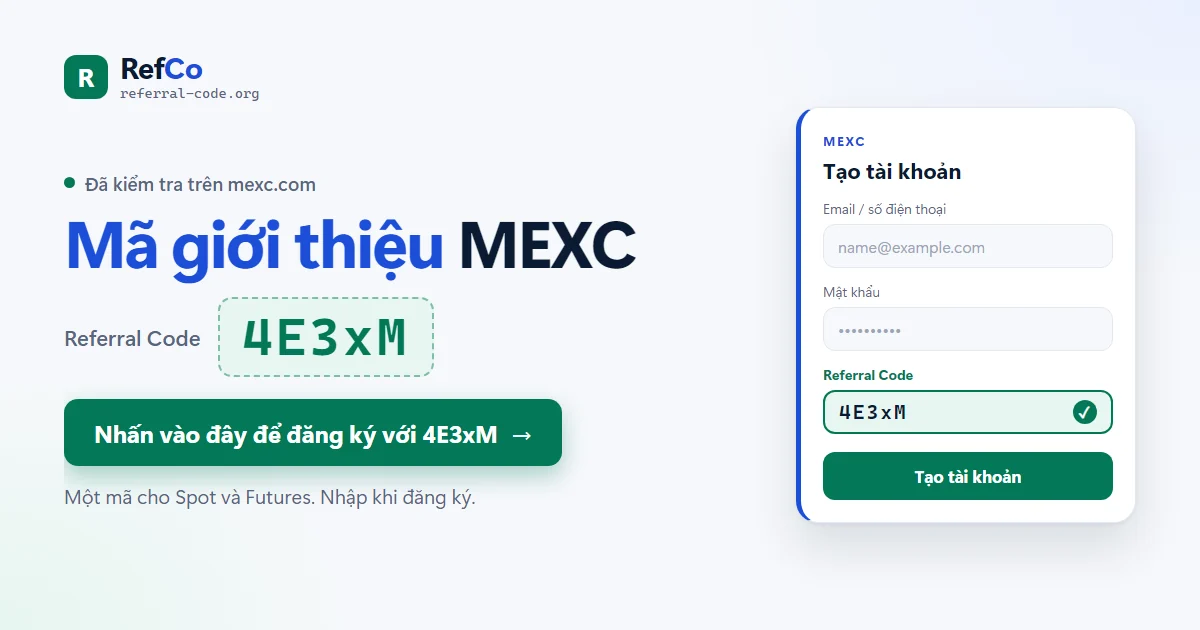 R
RefCo
referral-code.org
Đã kiểm tra trên mexc.com
Mã giới thiệu MEXC
Referral Code
4E3xM
Nhấn vào đây để đăng ký với 4E3xM →
Một mã cho Spot và Futures. Nhập khi đăng ký.
MEXC
Tạo tài khoản
Email / số điện thoại
name@example.com
Mật khẩu
••••••••••
Referral Code
4E3xM
Tạo tài khoản